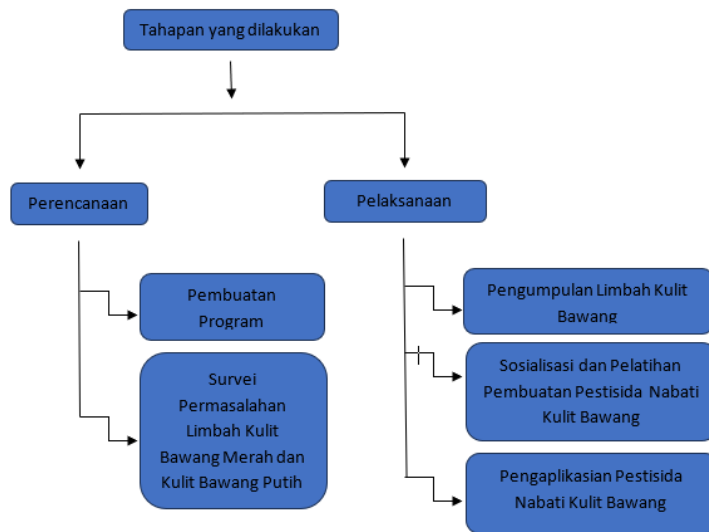 Tahapan yang dilakukan
Perencanaan
Pelaksanaan
Pembuatan
Program
Survei
Permasalahan
Limbah Kulit
Bawang Merah dan
Kulit Bawang Putih
Pengumpulan Limbah Kulit
Bawang
Sosialisasi dan Pelatihan
Pembuatan Pestisida Nabati
Kulit Bawang
Pengaplikasian Pestisida
Nabati Kulit Bawang